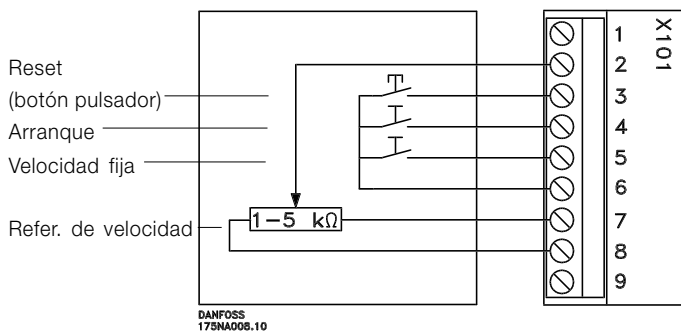 Reset
(botón pulsador)
Arranque
Velocidad fija
Refer. de velocidad
1-5 kΩ
X101
1
2
3
4
5
6
7
8
9
DANFOSS
175NA008.10